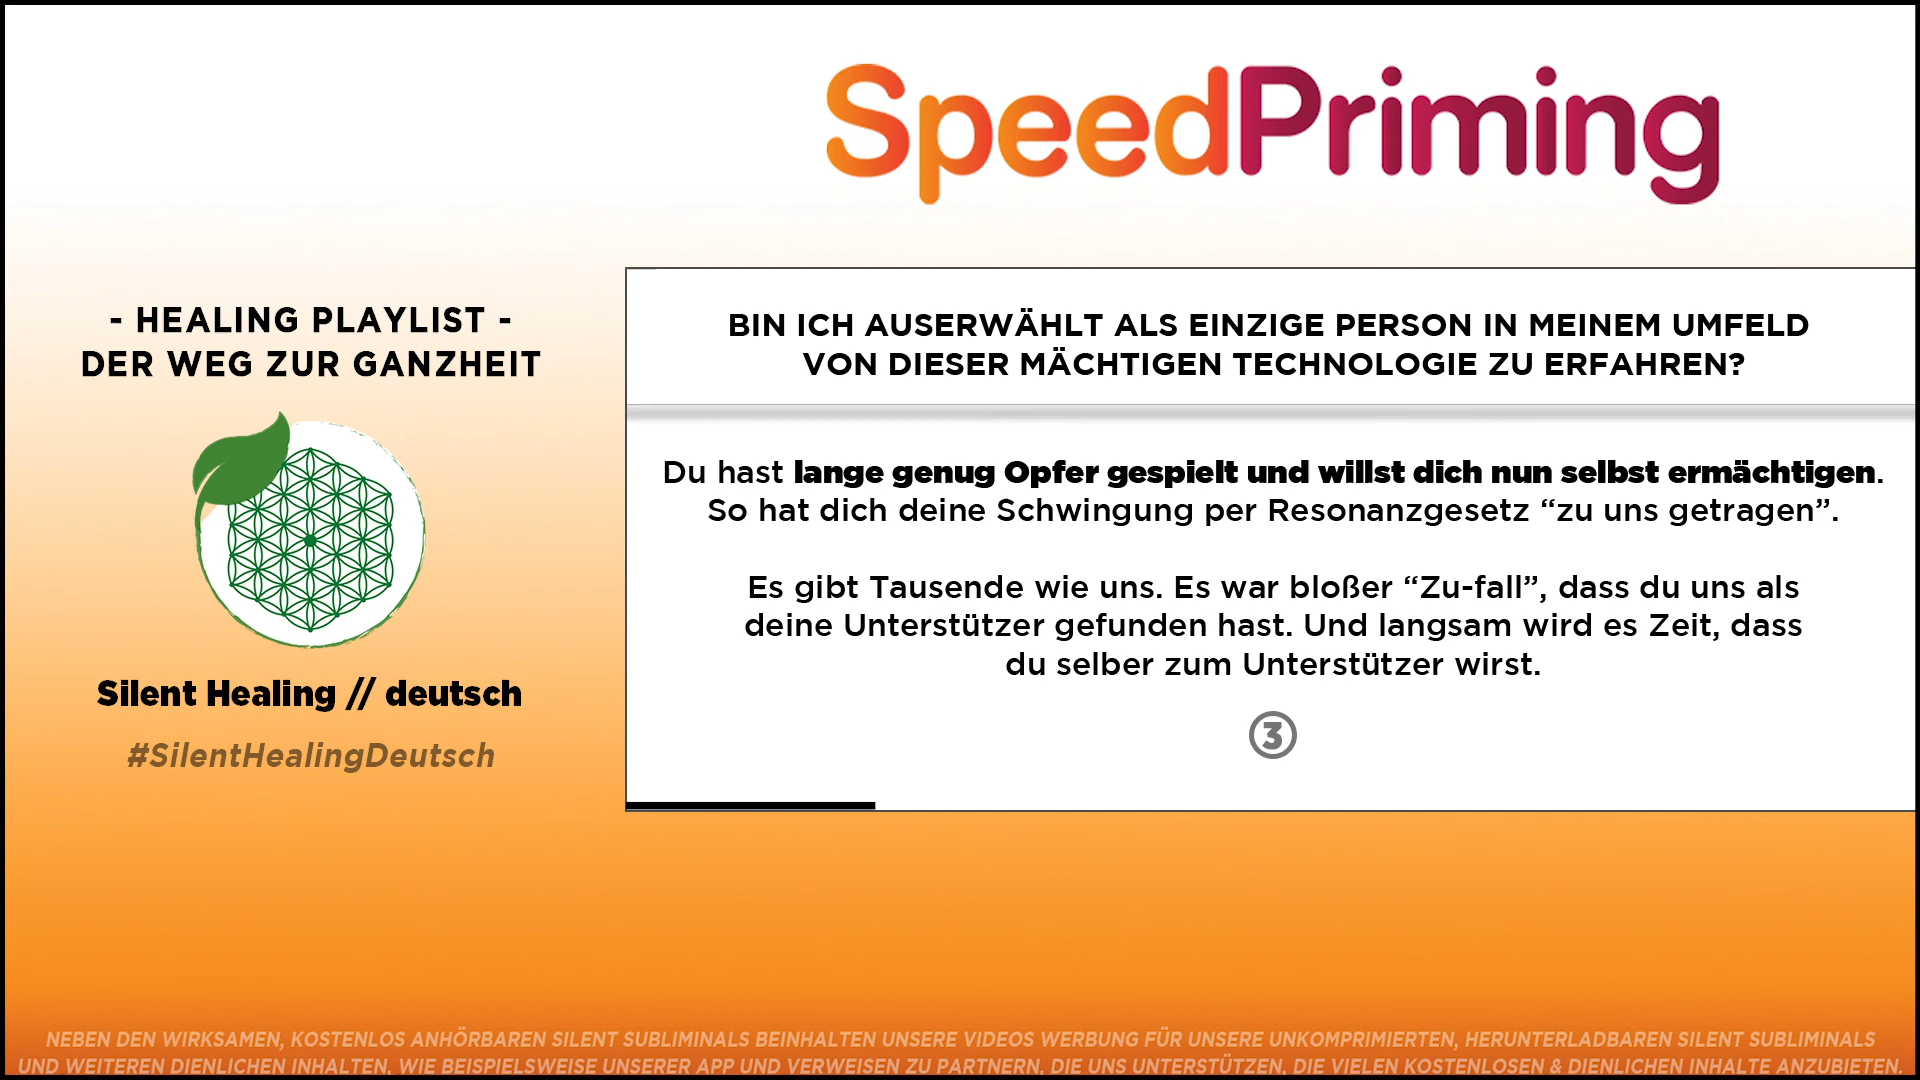 SpeedPriming
- HEALING PLAYLIST -
DER WEG ZUR GANZHEIT
Silent Healing // deutsch
#SilentHealingDeutsch
BIN ICH AUSERWÄHLT ALS EINZIGE PERSON IN MEINEM UMFELD
VON DIESER MÄCHTIGEN TECHNOLOGIE ZU ERFAHREN?
Du hast lange genug Opfer gespielt und willst dich nun selbst ermächtigen.
So hat dich deine Schwingung per Resonanzgesetz “zu uns getragen”.
Es gibt Tausende wie uns. Es war bloßer “Zu-fall”, dass du uns als
deine Unterstützer gefunden hast. Und langsam wird es Zeit, dass
du selber zum Unterstützer wirst.
③
NEBEN DEN WIRKSAMEN, KOSTENLOS ANHÖRBAREN SILENT SUBLIMINALS BEINHALTEN UNSERE VIDEOS WERBUNG FÜR UNSERE UNKOMPRIMIERTEN, HERUNTERLADBAREN SILENT SUBLIMINALS
UND WEITEREN DIENLICHEN INHALTEN, WIE BEISPIELSWEISE UNSERER APP UND VERWEISEN ZU PARTNERN, DIE UNS UNTERSTÜTZEN, DIE VIELEN KOSTENLOSEN & DIENLICHEN INHALTE ANZUBIETEN.